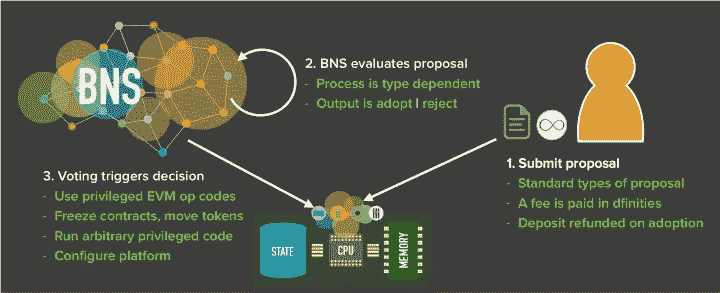 BNS
2. BNS evaluates proposal
- Process is type dependent
- Output is adopt | reject
1. Submit proposal
- Standard types of proposal
- A fee is paid in dfinities
- Deposit refunded on adoption
3. Voting triggers decision
- Use privileged EVM op codes
- Freeze contracts, move tokens
- Run arbitrary privileged code
- Configure platform
STATE
CPU
MEMORY